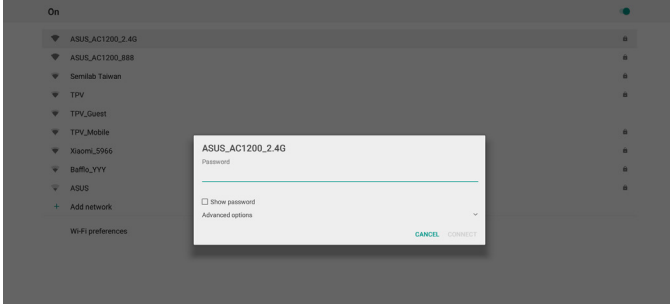 On
ASUS_AC1200_2.4G
ASUS_AC1200_888
Semilab Taiwan
TPV
TPV_Guest
TPV_Mobile
Xiaomi_5966
Baffio_YYY
ASUS
+ Add network
Wi-Fi preferences
ASUS_AC1200_2.4G
Password
Show password
Advanced options
CANCEL CONNECT